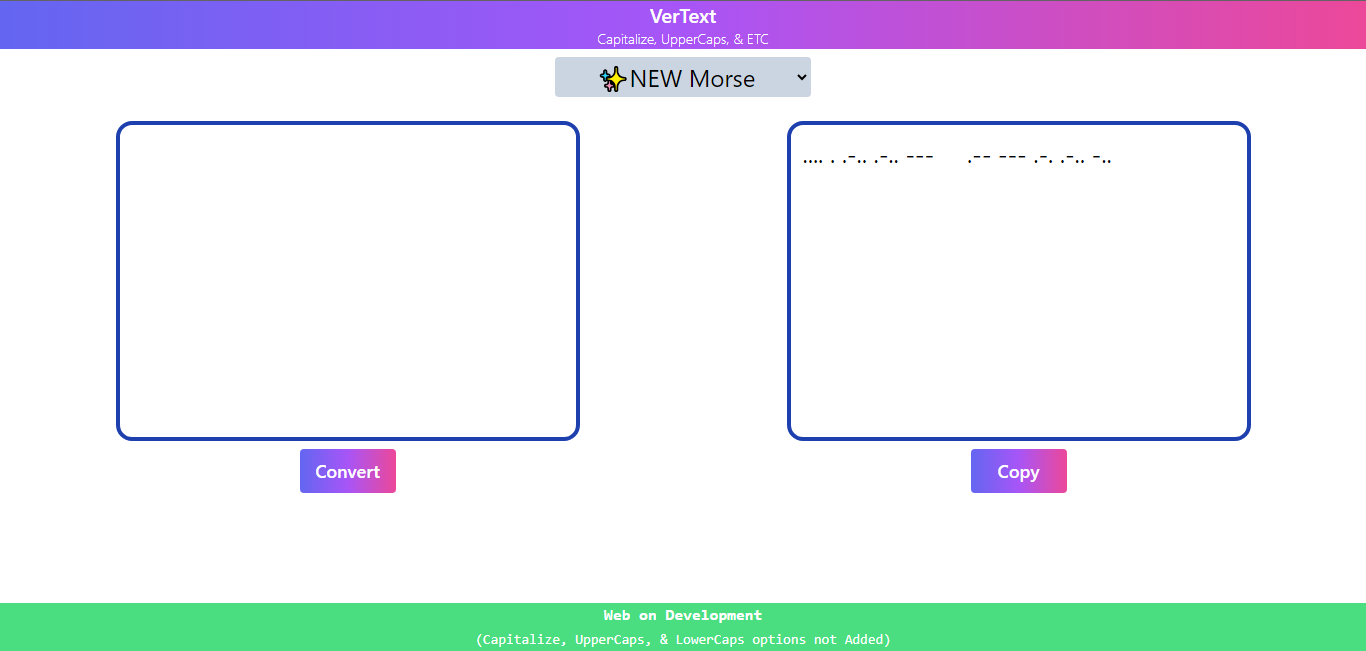 VerText
Capitalize, UpperCaps, & ETC
✨NEW Morse
.... . .-.. .-.. --- .-- --- .-. .-.. -..
Convert
Copy
Web on Development
(Capitalize, UpperCaps, & LowerCaps options not Added)